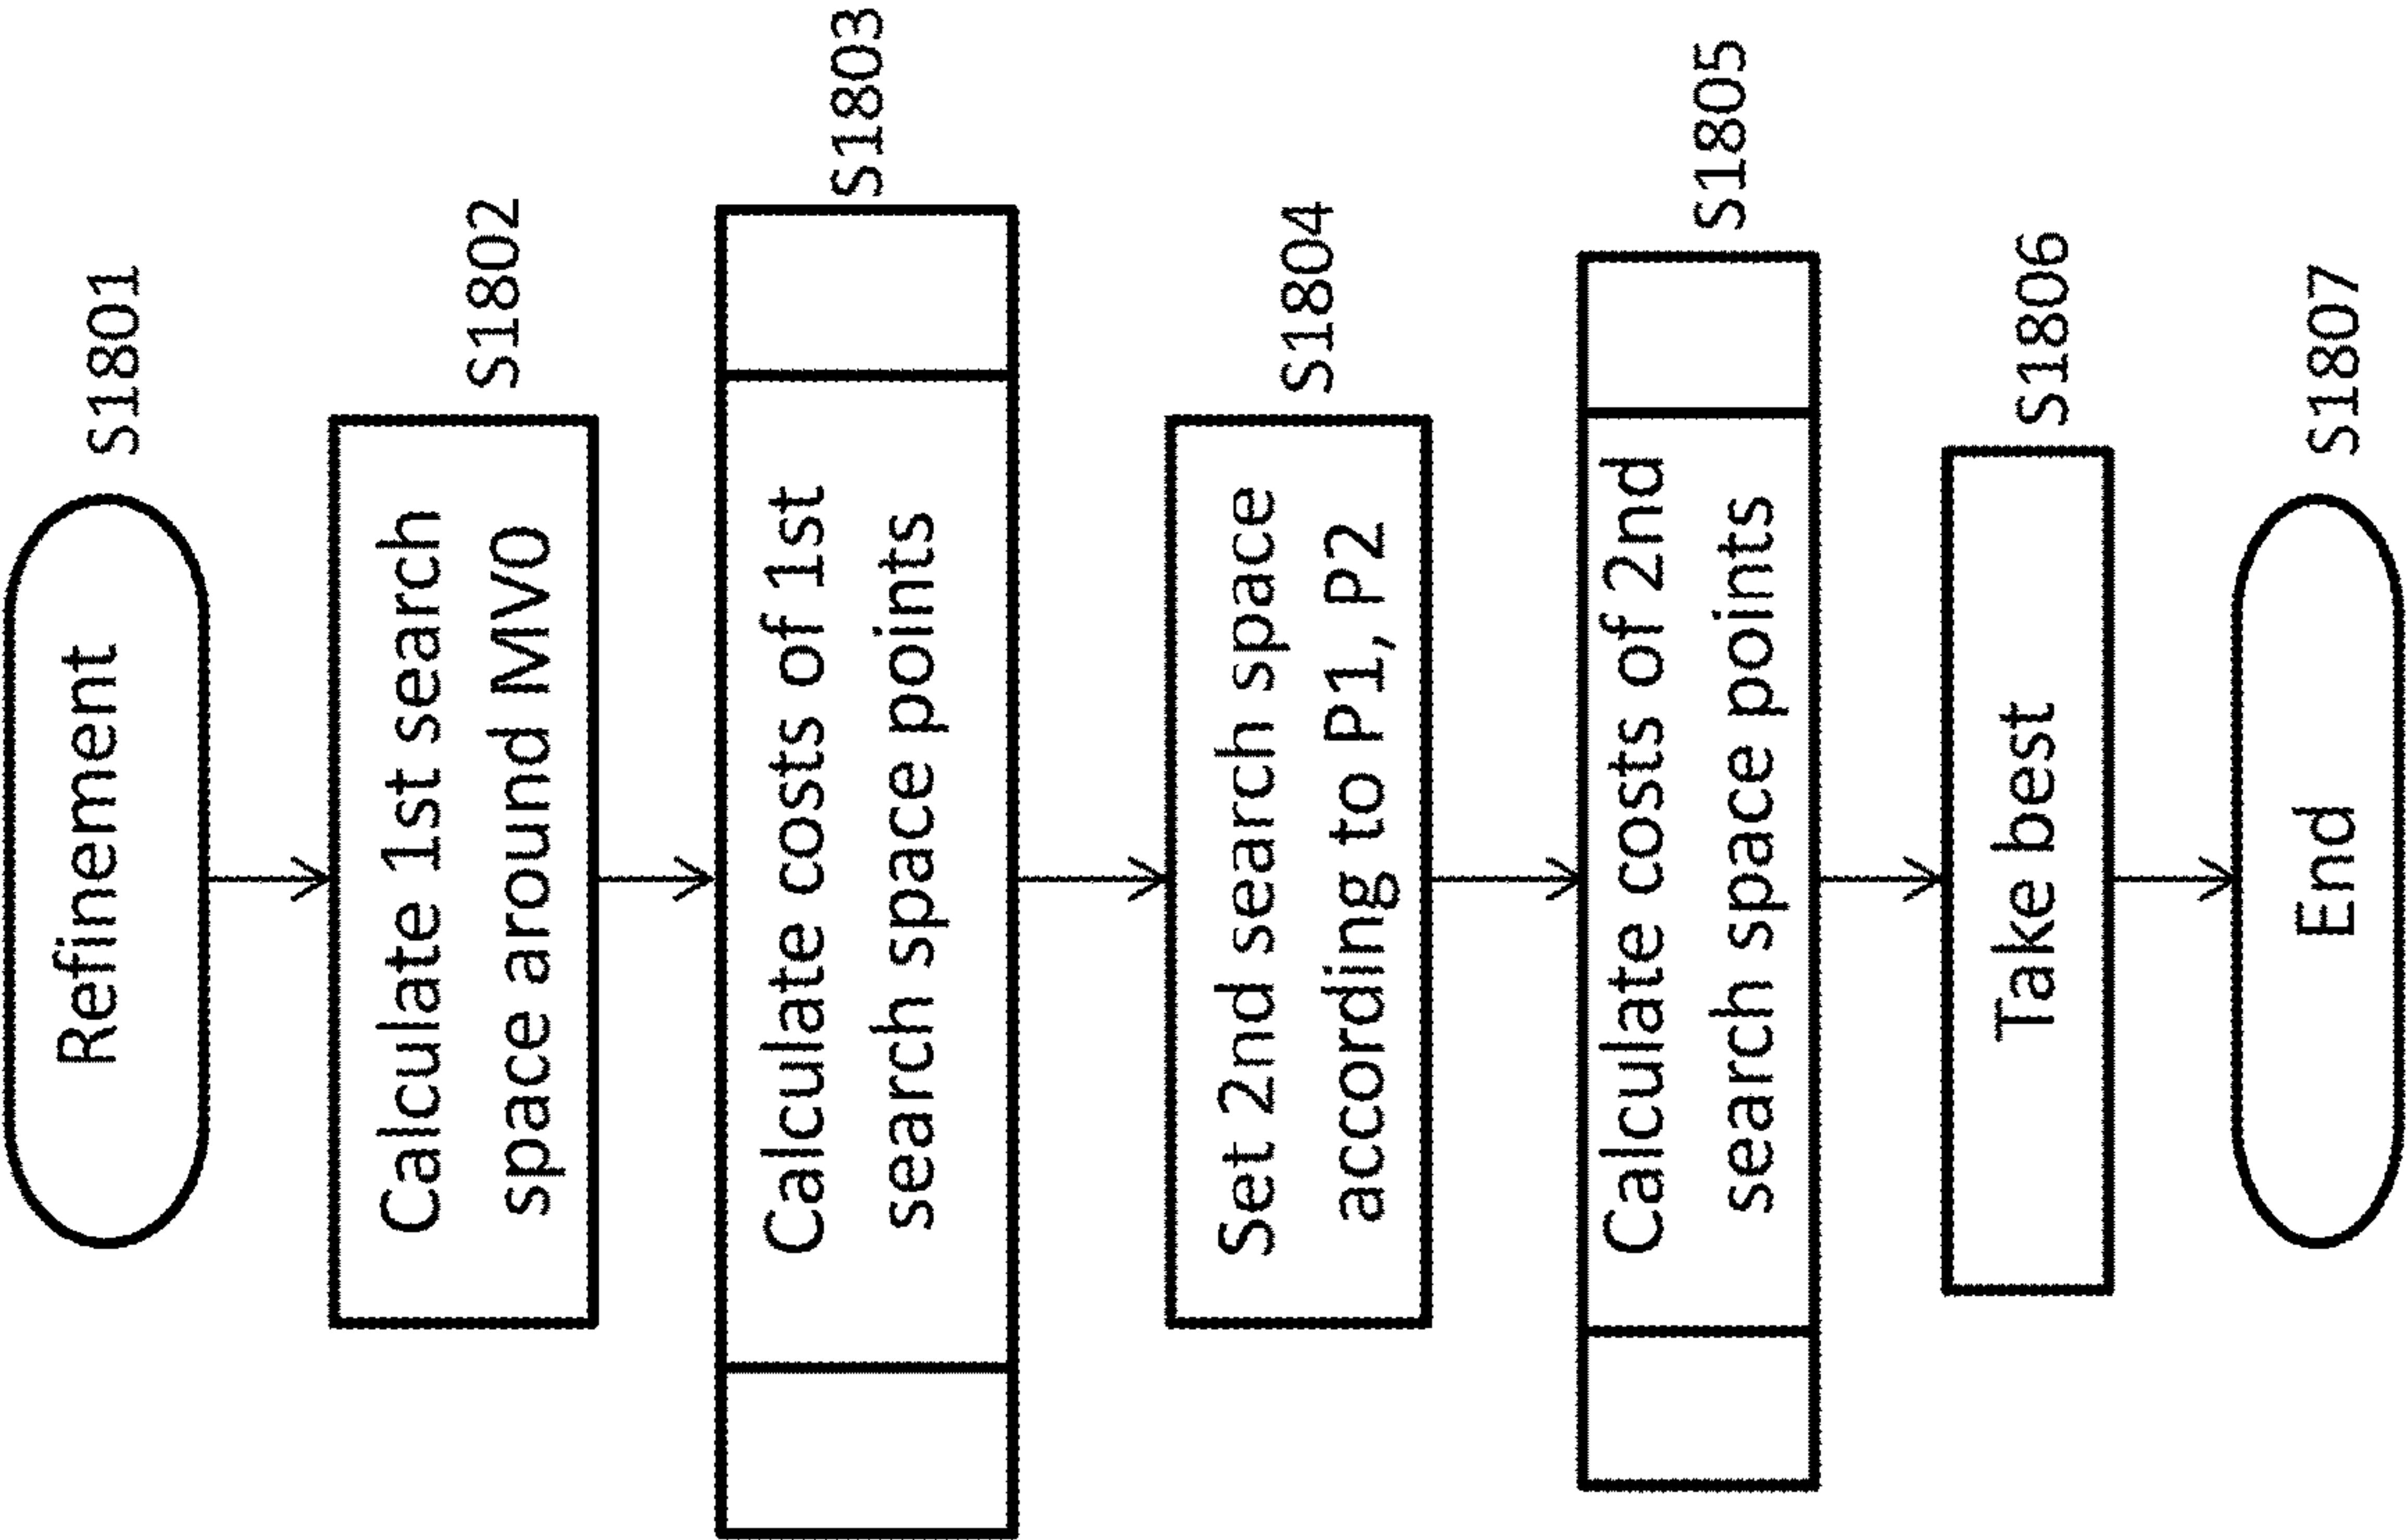 Refinement
S1801
Calculate 1st search
space around MV0
S1802
Calculate costs of 1st
search space points
S1803
Set 2nd search space
according to P1, P2
S1804
Calculate costs of 2nd
search space points
S1805
Take best
S1806
End
S1807